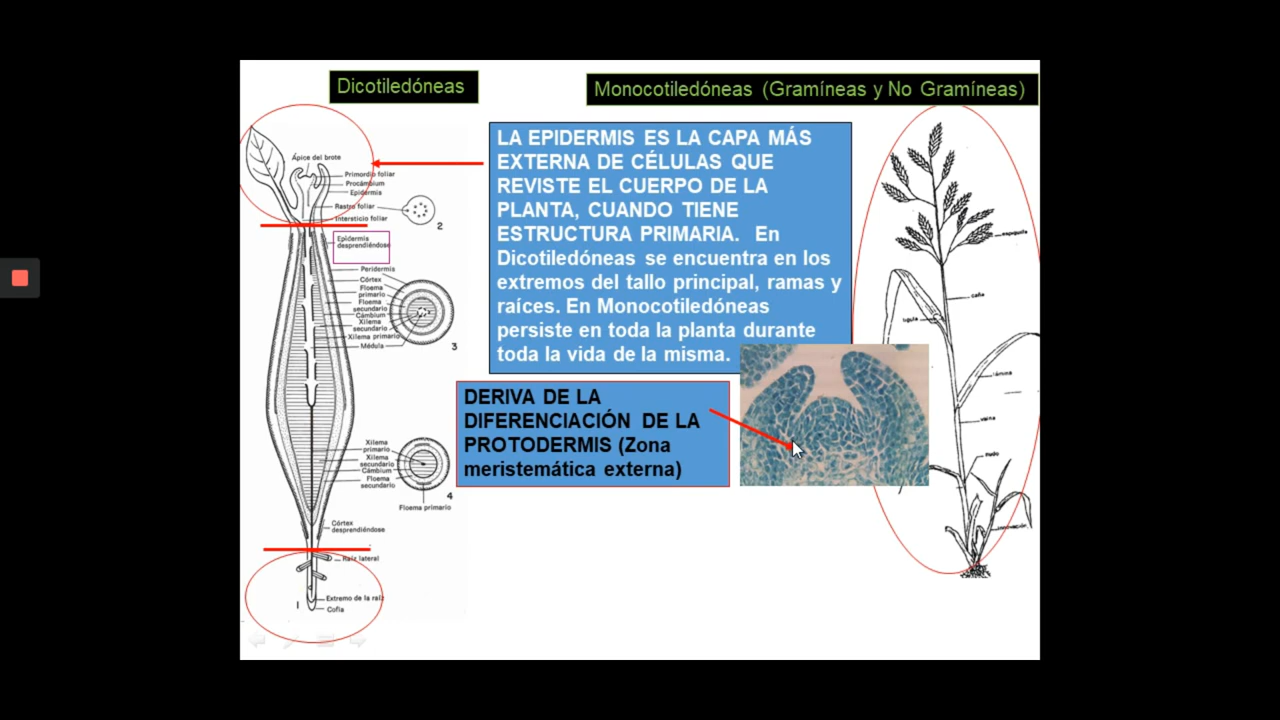 Dicotiledóneas
Monocotiledóneas (Gramíneas y No Gramíneas)
LA EPIDERMIS ES LA CAPA MÁS
EXTERNA DE CÉLULAS QUE
REVISTE EL CUERPO DE LA
PLANTA, CUANDO TIENE
ESTRUCTURA PRIMARIA. En
Dicotiledóneas se encuentra en los
extremos del tallo principal, ramas y
raíces. En Monocotiledóneas
persiste en toda la planta durante
toda la vida de la misma.
DERIVA DE LA
DIFERENCIACIÓN DE LA
PROTODERMIS (Zona
meristemática externa)
Ápice del brote
Primordio foliar
Procámbium
Epidermis
Rastro foliar
Intersticio foliar
2
Epidermis
desprendiéndose
Peridermis
Córtex
Floema
primario
Floema
secundario
Câmbium
Xilema
secundario
Xilema primario
Médula
3
Xilema
primario
Xilema
secundario
Câmbium
Floema
secundario
4
Floema primario
Córtex
desprendiéndose
Raíz lateral
1
Extremo de la raíz
Cofia
espiguilla
caña
lígula
lámina
vaina
nudo
innovación